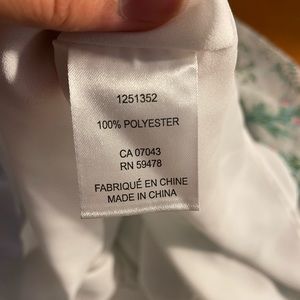 1251352
100% POLYESTER
CA 07043
RN 59478
FABRIQUÉ EN CHINE
MADE IN CHINA